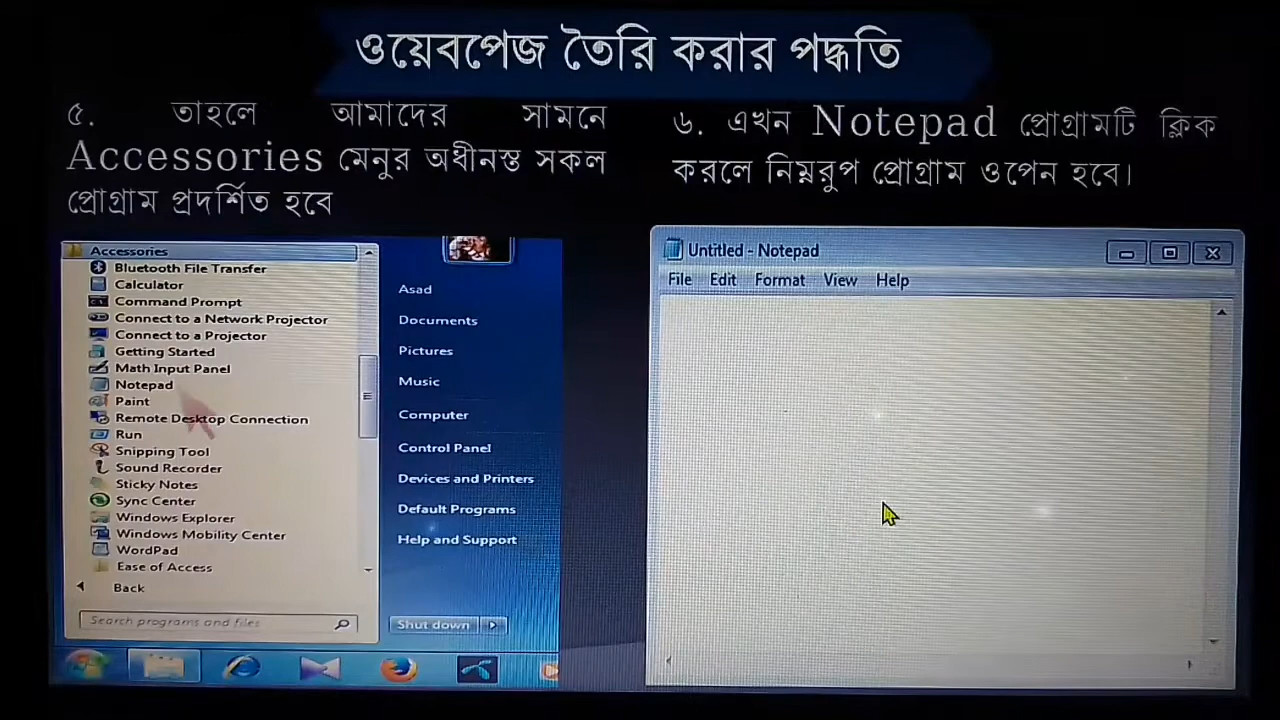 ওয়েবপেজ তৈরি করার পদ্ধতি
৫. তাহলে আমাদের সামনে
Accessories মেনুর অধীনস্ত সকল
প্রোগ্রাম প্রদর্শিত হবে
৬. এখন Notepad প্রোগ্রামটি ক্লিক
করলে নিম্নরুপ প্রোগ্রাম ওপেন হবে।
Accessories
Bluetooth File Transfer
Calculator
Command Prompt
Connect to a Network Projector
Connect to a Projector
Getting Started
Math Input Panel
Notepad
Paint
Remote Desktop Connection
Run
Snipping Tool
Sound Recorder
Sticky Notes
Sync Center
Windows Explorer
Windows Mobility Center
WordPad
Ease of Access
Back
Search programs and files
Asad
Documents
Pictures
Music
Computer
Control Panel
Devices and Printers
Default Programs
Help and Support
Shut down
Untitled - Notepad
File Edit Format View Help